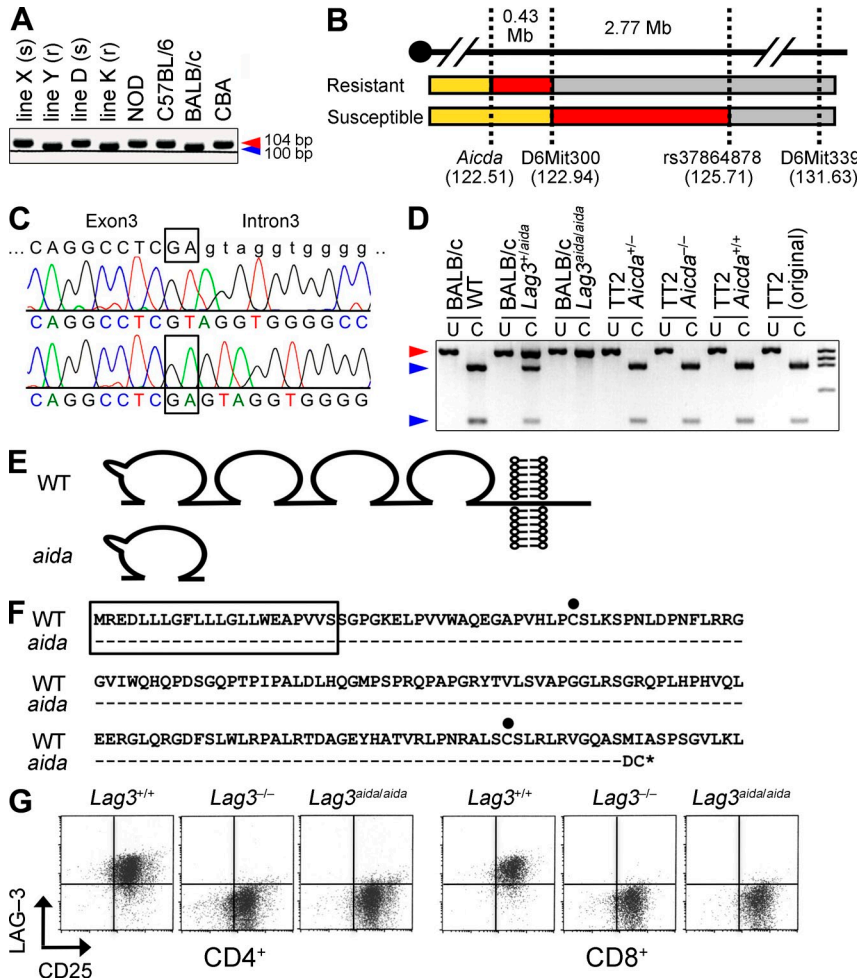 A
line X (s)
line Y (r)
line D (s)
line K (r)
NOD
C57BL/6
BALB/c
CBA
104 bp
100 bp
B
0.43
Mb
2.77 Mb
Resistant
Susceptible
Aicda
(122.51)
D6Mit300
(122.94)
rs37864878
(125.71)
D6Mit339
(131.63)
C
Exon3 Intron3
... CAGGCCTCGAgtaggtgggg ..
CAGGCCTCGTAGGTGGGGCC
CAGGCCTCGAGTAGGTGGGG
D
BALB/c
WT
BALB/c
Lag3+/aida
BALB/c
Lag3aida/aida
TT2
Aicda+/–
TT2
Aicda–/–
TT2
Aicda+/+
TT2
(original)
U C U C U C U C U C U C U C
E
WT
aida
F
WT MREDLLLGFLLLGLLWEAPVVSSGPGKELPVVWAQEGAPVHLPCSLKSPNLDPNFLRRG
aida
WT GVIWQHQPDSGQPTPIPALDLHQGMPSPRQPAPGRYTVLSVAPGGLRSGRQPLHPHVQL
aida
WT EERGLQRGDFSLWLRPALRTDAGEYHATVRLPNRALSCSLRLRVGQASMIASPSGVLKL
aida DC*
G
Lag3+/+ Lag3–/– Lag3aida/aida Lag3+/+ Lag3–/– Lag3aida/aida
LAG–3
CD25
CD4+ CD8+